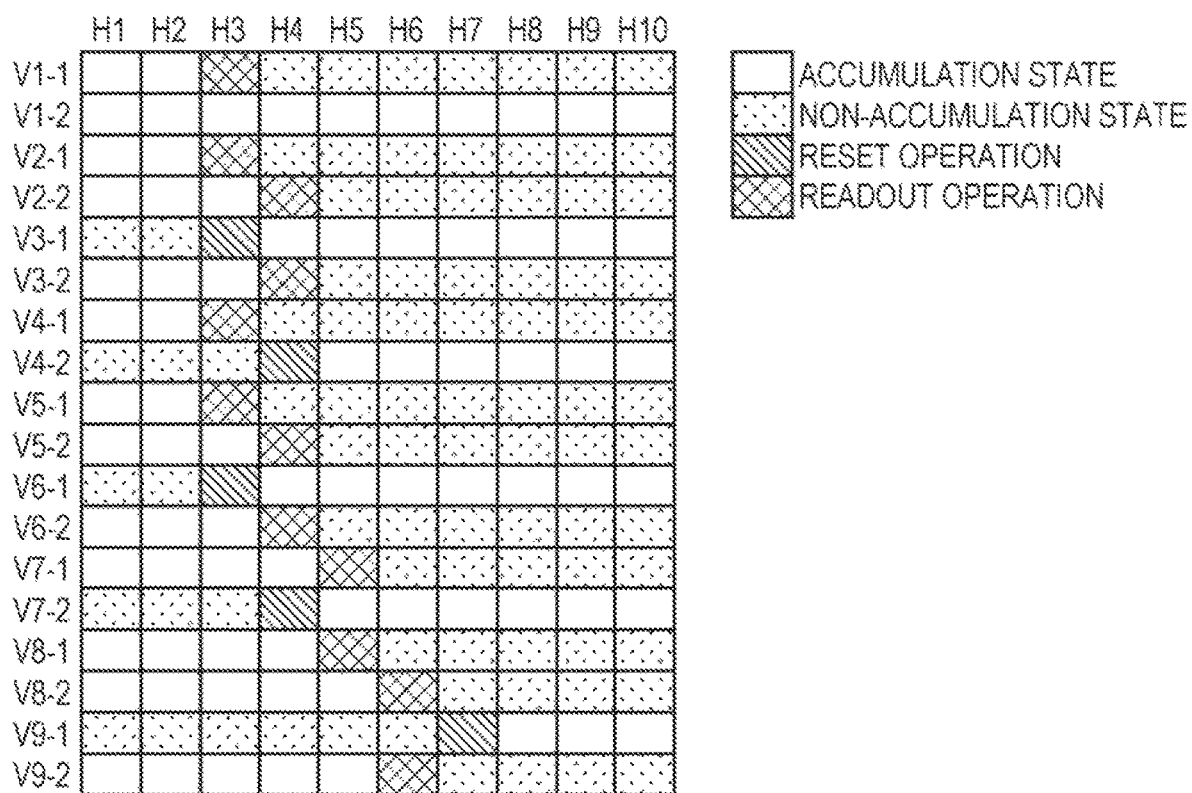 H1 H2 H3 H4 H5 H6 H7 H8 H9 H10
V1-1
V1-2
V2-1
V2-2
V3-1
V3-2
V4-1
V4-2
V5-1
V5-2
V6-1
V6-2
V7-1
V7-2
V8-1
V8-2
V9-1
V9-2
ACCUMULATION STATE
NON-ACCUMULATION STATE
RESET OPERATION
READOUT OPERATION